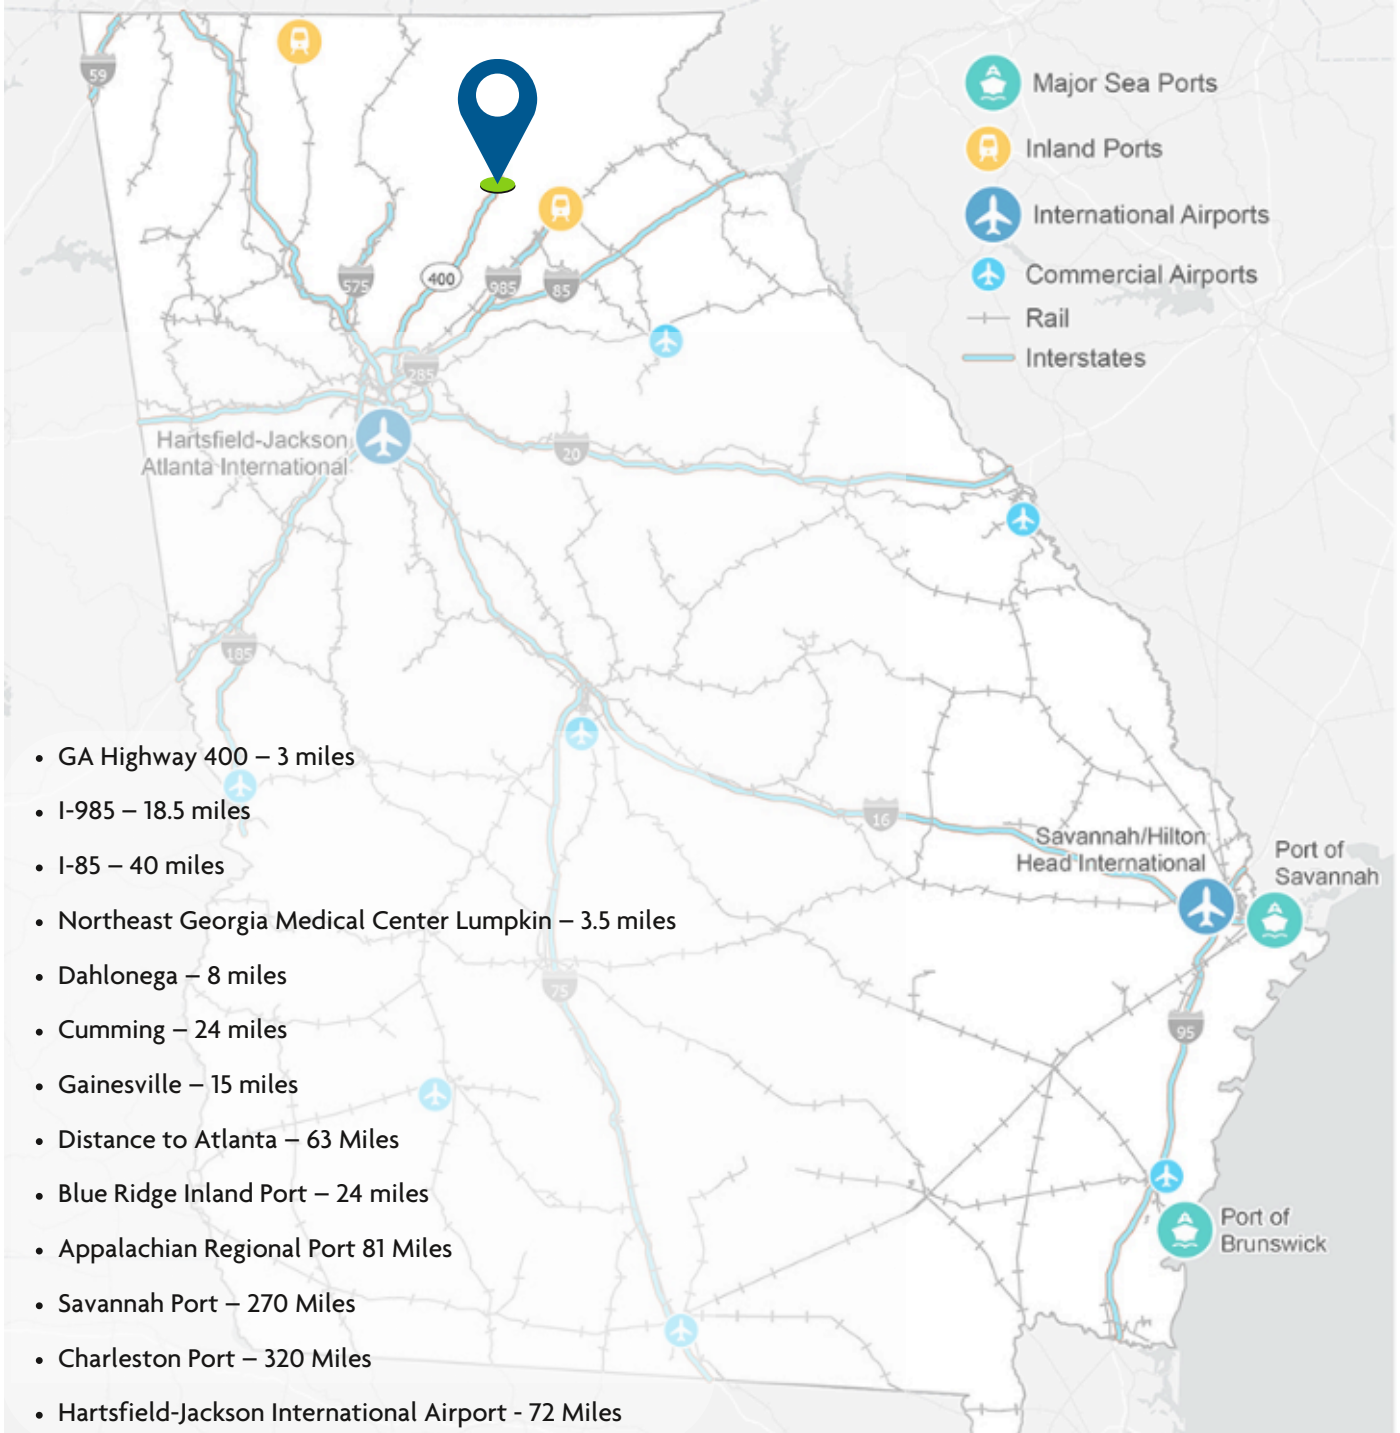 59
Major Sea Ports
Inland Ports
International Airports
Commercial Airports
Rail
Interstates
575
400
985
85
285
Hartsfield-Jackson
Atlanta International
20
185
16
Savannah/Hilton
Head International
Port of
Savannah
75
95
Port of
Brunswick
• GA Highway 400 – 3 miles
• I-985 – 18.5 miles
• I-85 – 40 miles
• Northeast Georgia Medical Center Lumpkin – 3.5 miles
• Dahlonega – 8 miles
• Cumming – 24 miles
• Gainesville – 15 miles
• Distance to Atlanta – 63 Miles
• Blue Ridge Inland Port – 24 miles
• Appalachian Regional Port 81 Miles
• Savannah Port – 270 Miles
• Charleston Port – 320 Miles
• Hartsfield-Jackson International Airport - 72 Miles